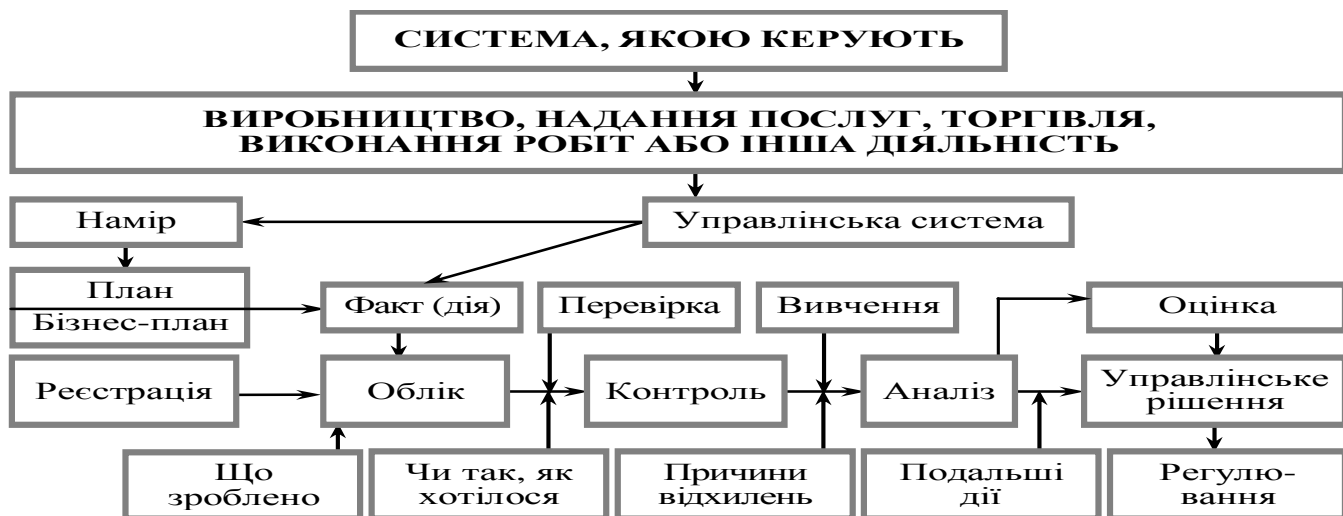 СИСТЕМА, ЯКОЮ КЕРУЮТЬ
ВИРОБНИЦТВО, НАДАННЯ ПОСЛУГ, ТОРГІВЛЯ,
ВИКОНАННЯ РОБІТ АБО ІНША ДІЯЛЬНІСТЬ
Намір
Управлінська система
План
Бізнес-план
Факт (дія)
Перевірка
Вивчення
Оцінка
Реєстрація
Облік
Контроль
Аналіз
Управлінське
рішення
Що
зроблено
Чи так, як
хотілося
Причини
відхилень
Подальші
дії
Регулю-
вання